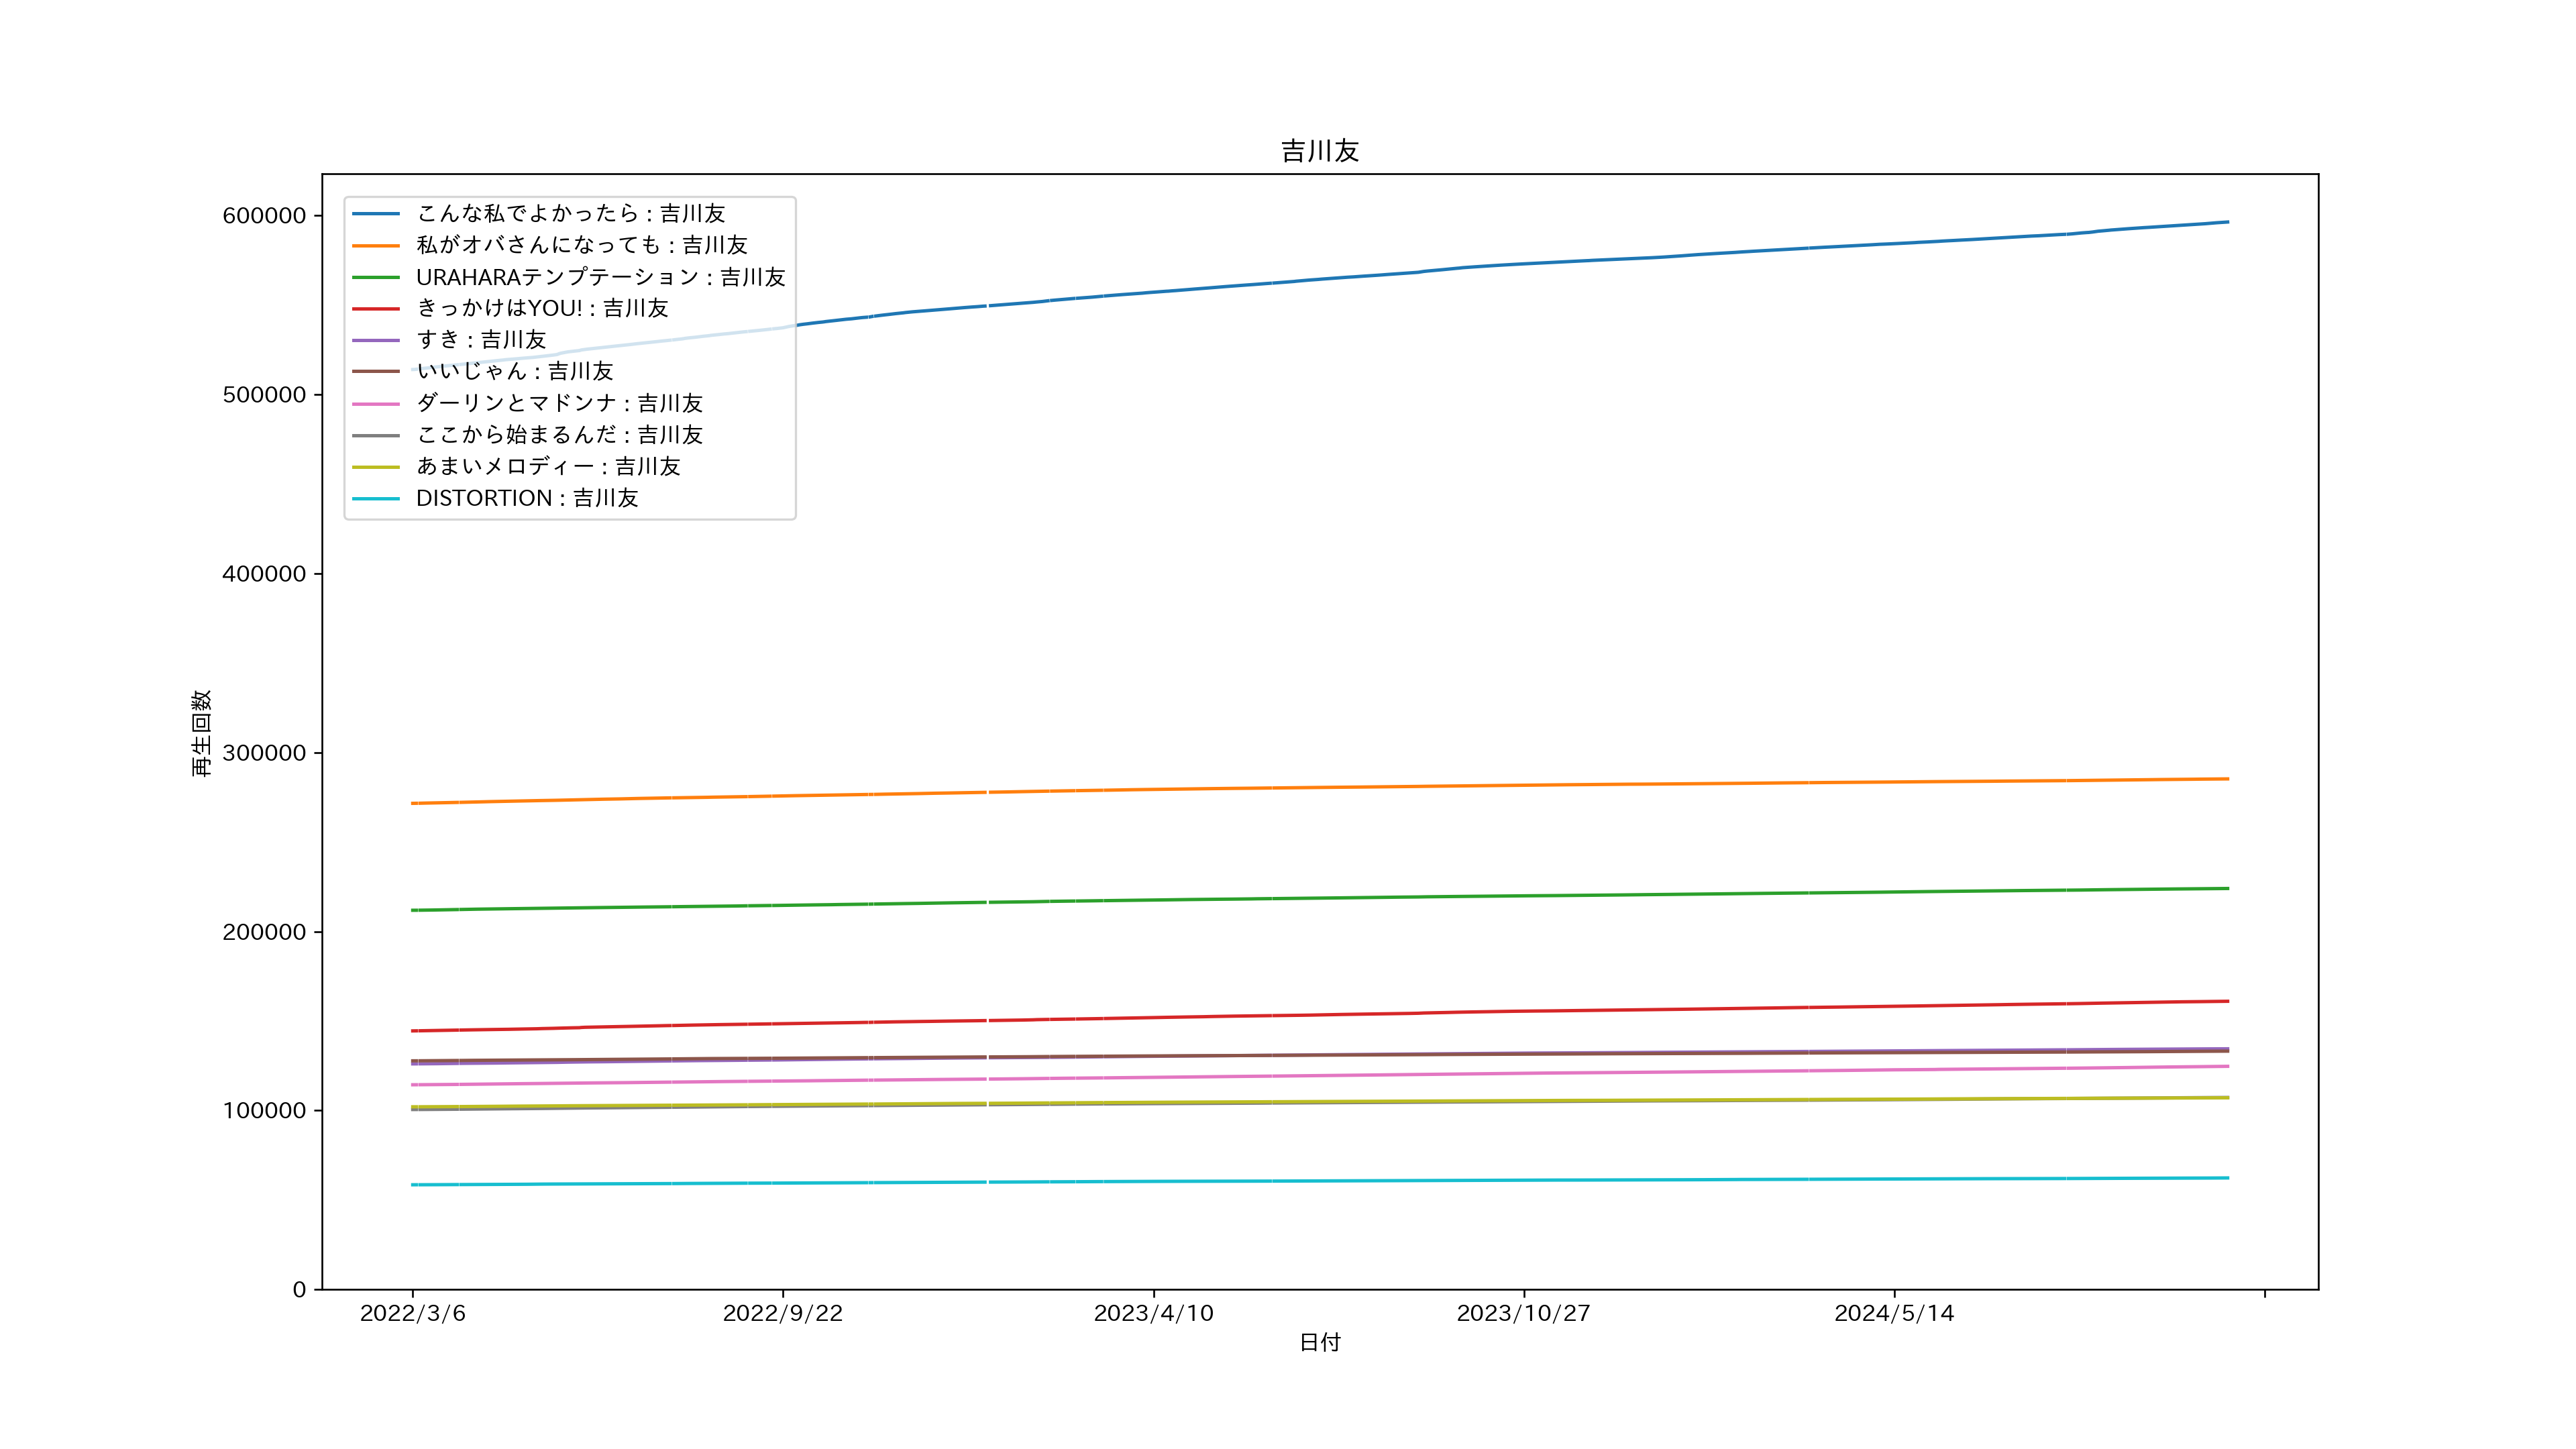 吉川友
こんな私でよかったら : 吉川友
私がオバさんになっても : 吉川友
URAHARAテンプテーション : 吉川友
きっかけはYOU! : 吉川友
すき : 吉川友
いいじゃん : 吉川友
ダーリンとマドンナ : 吉川友
ここから始まるんだ : 吉川友
あまいメロディー : 吉川友
DISTORTION : 吉川友
600000
500000
400000
300000
200000
100000
0
再生回数
2022/3/6
2022/9/22
2023/4/10
2023/10/27
2024/5/14
日付